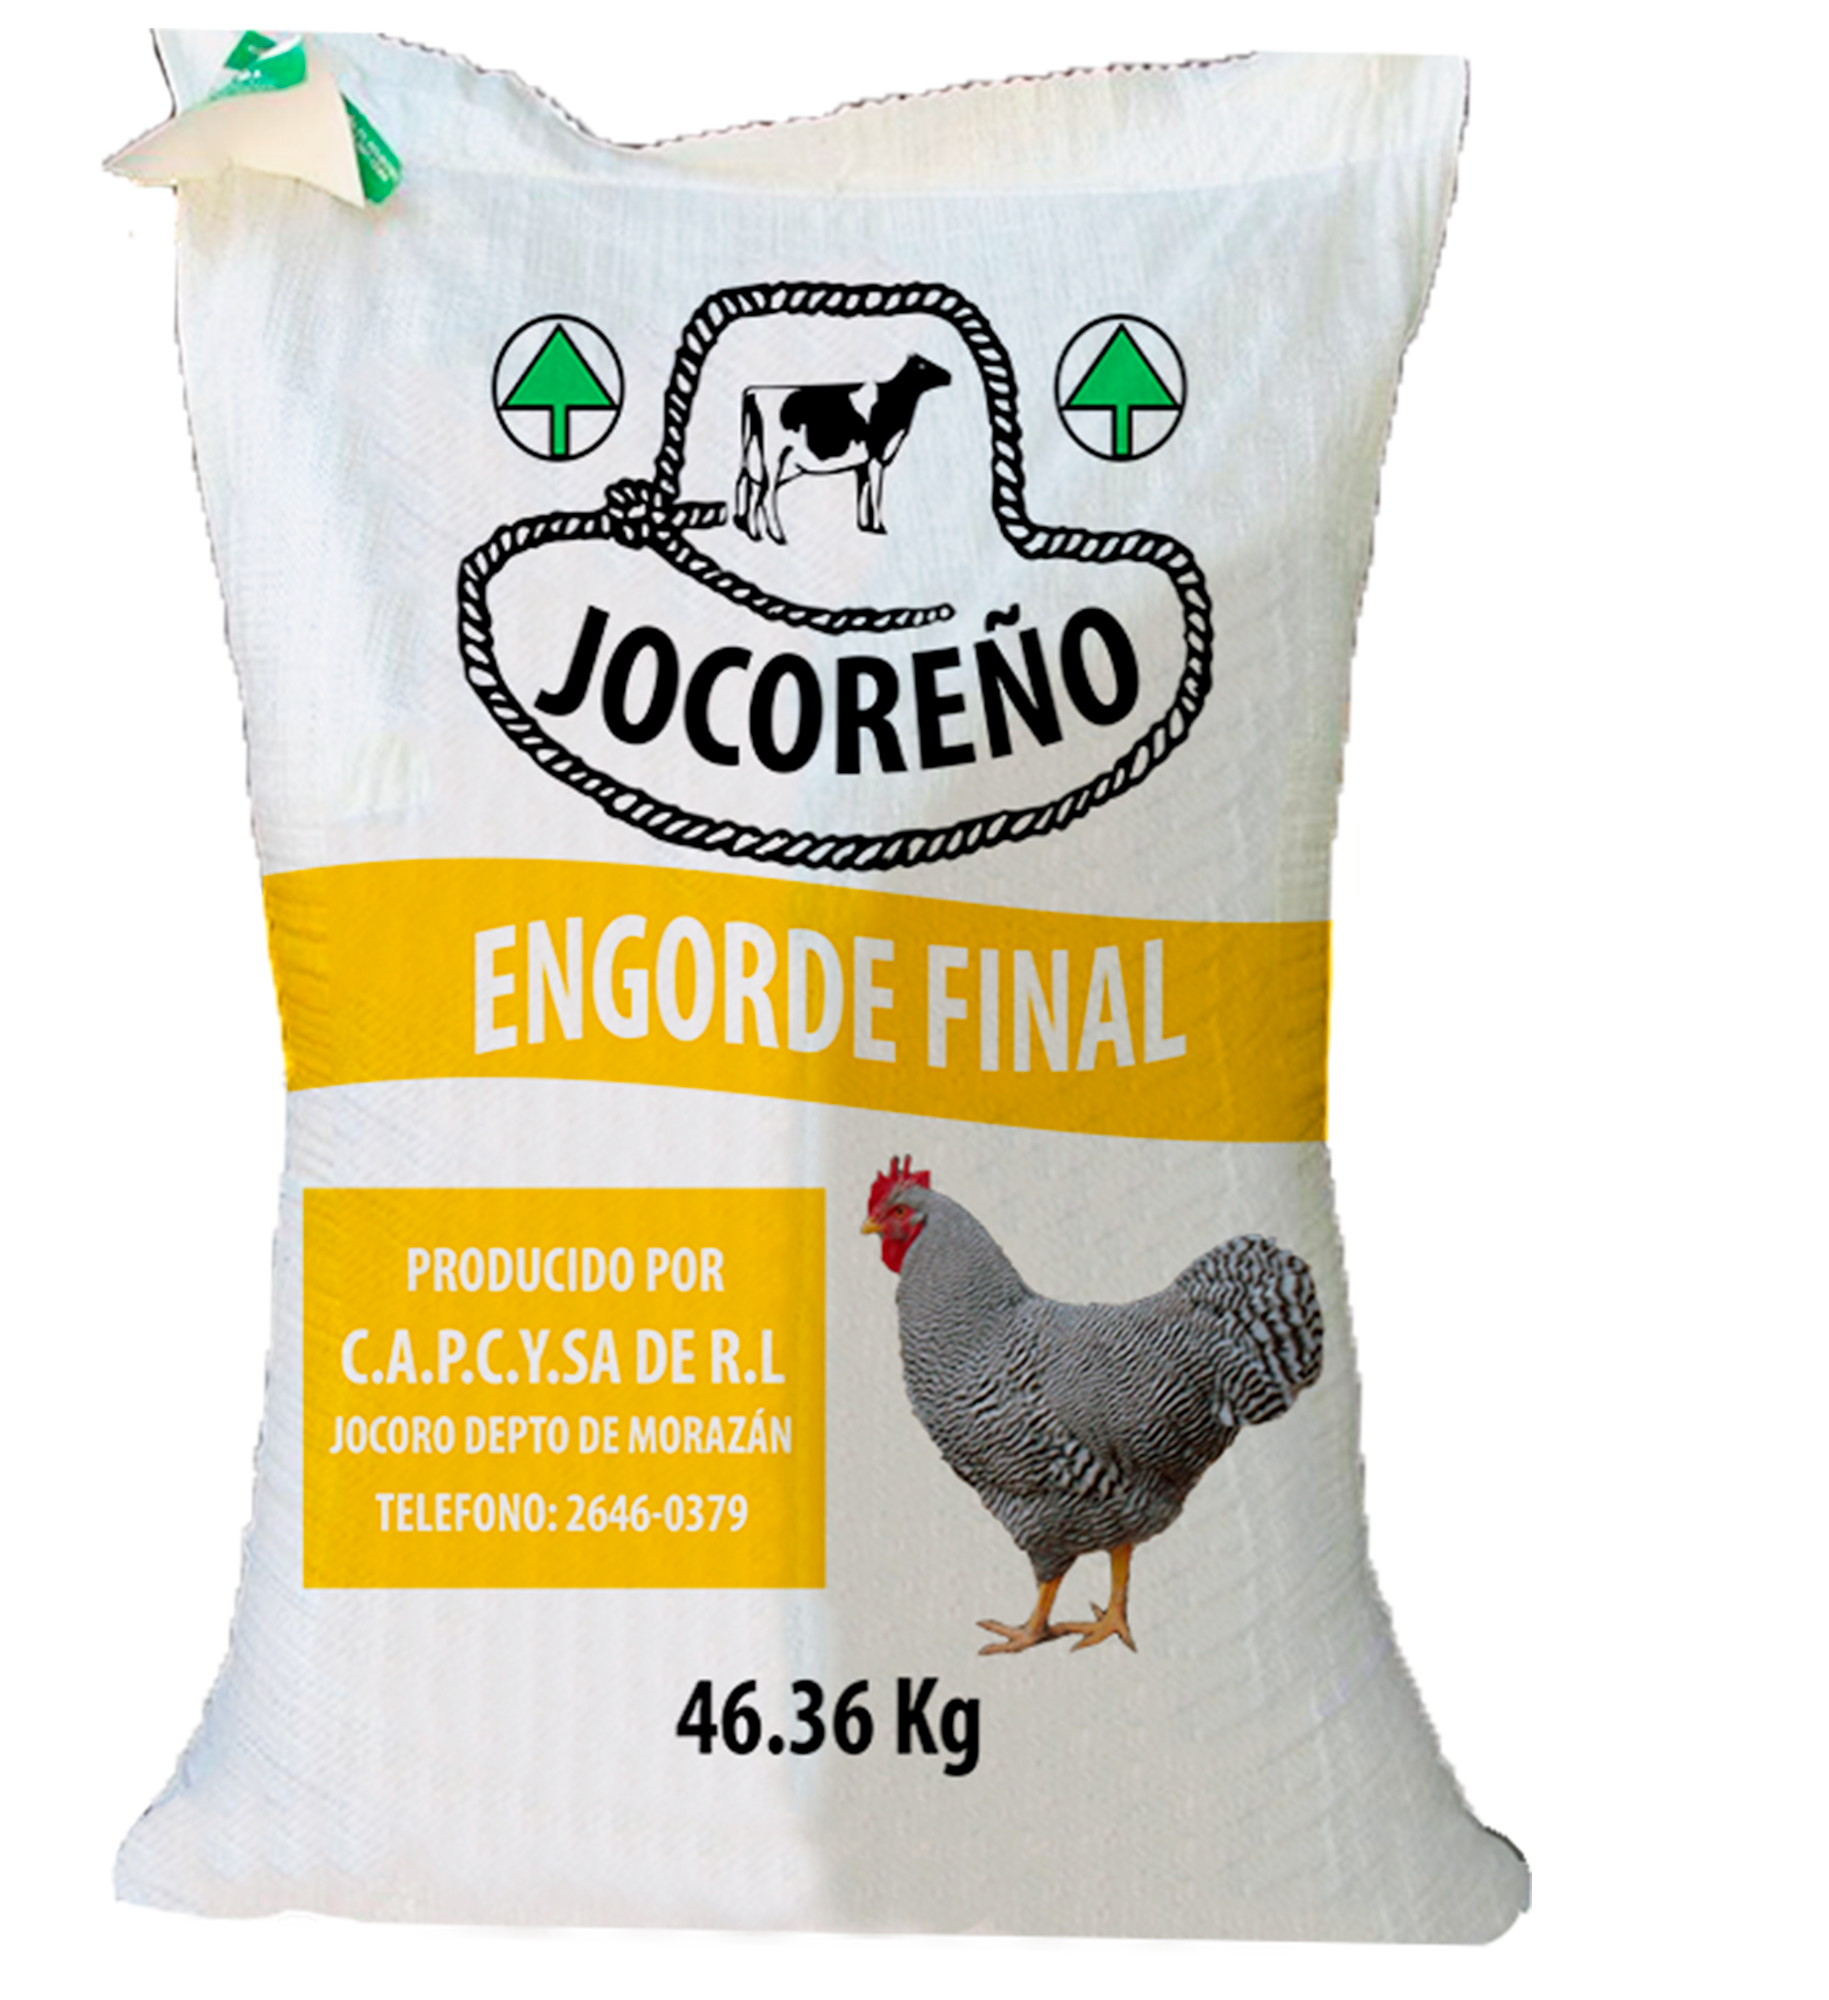 JOCOREÑO
ENGORDE FINAL
PRODUCIDO POR
C.A.P.C.Y.SA DE R.L
JOCORO DEPTO DE MORAZÁN
TELEFONO: 2646-0379
46.36 Kg